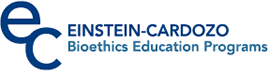 ec
EINSTEIN-CARDOZO
Bioethics Education Programs